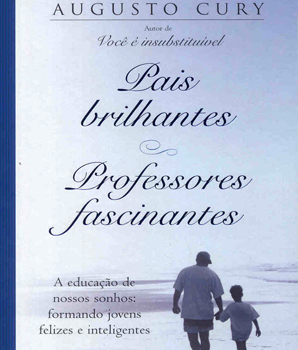 AUGUSTO CURY
Autor de
Você é insubstituível
Pais
brilhantes
Professores
fascinantes
A educação de
nossos sonhos:
formando jovens
felizes e inteligentes